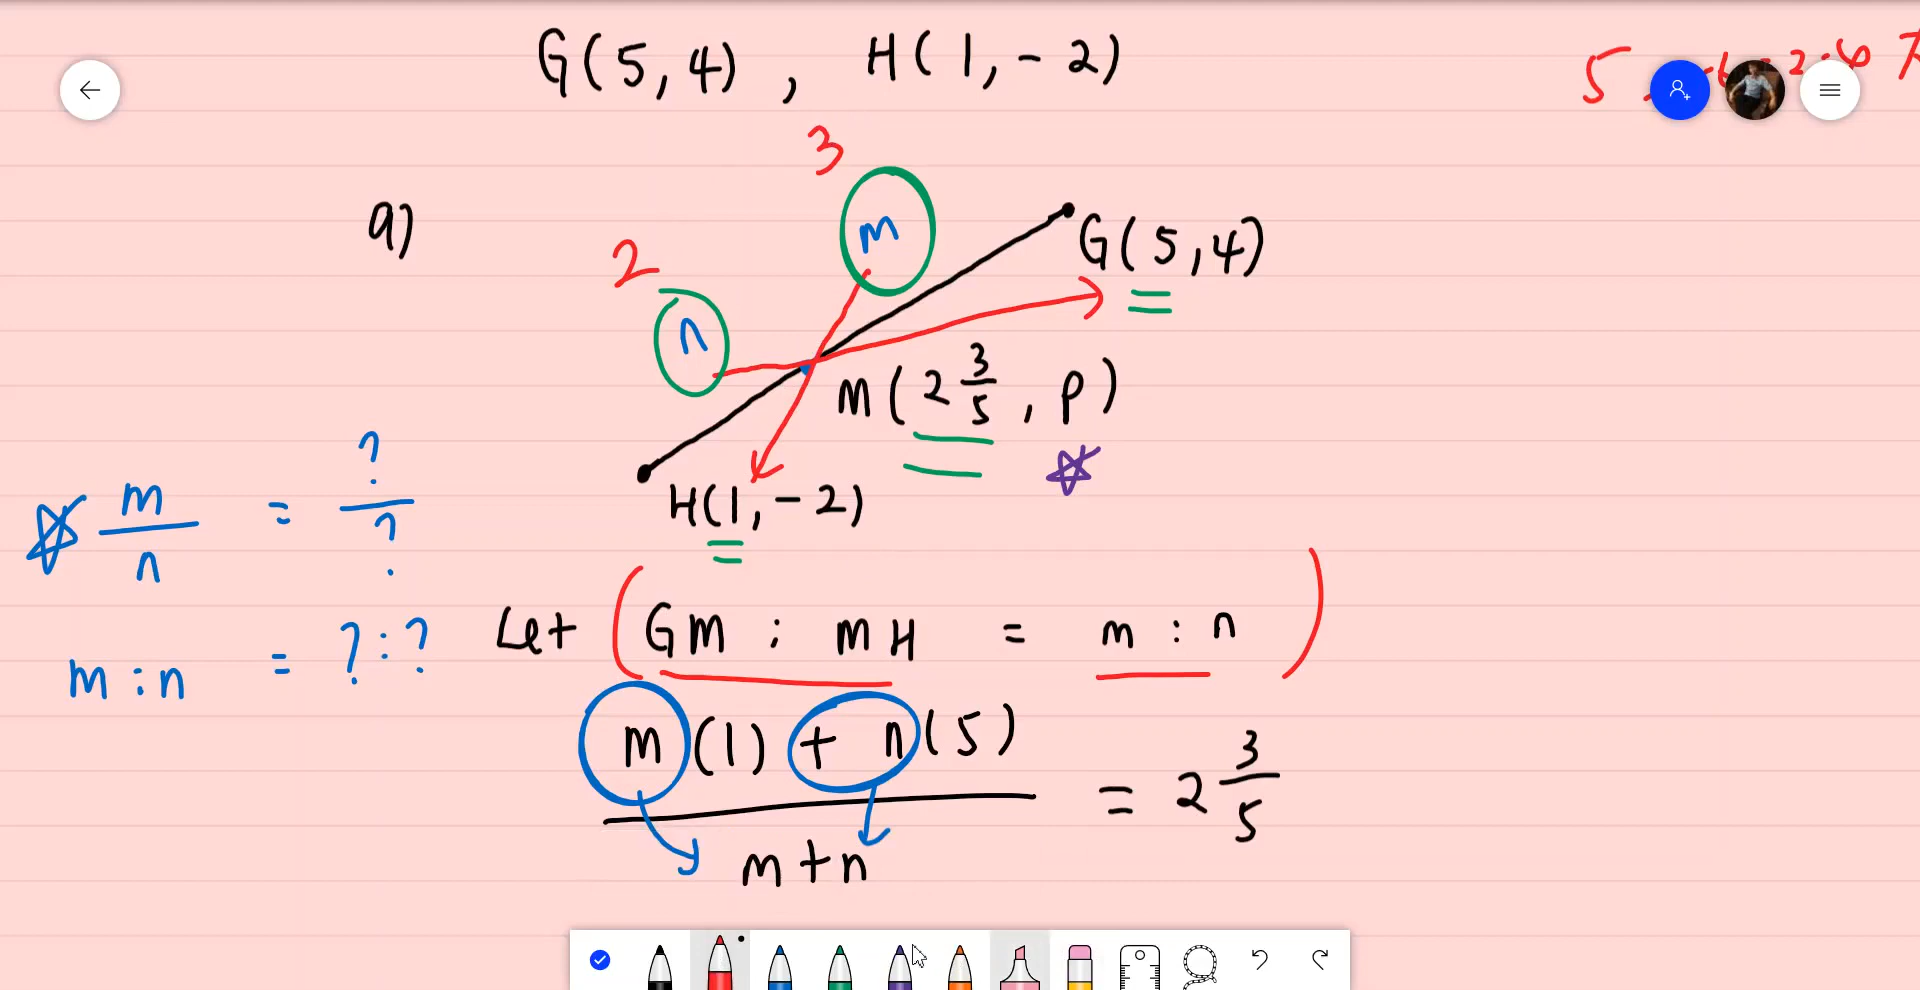 G(5,4) , H(1,-2)
5
3
a)
m
G(5,4)
2
n
M(2 3/5, p)
H(1,-2)
m/n = ?/?
Let (GM : MH = m : n)
m:n = ?:?
(m(1) + n(5))/(m+n) = 2 3/5